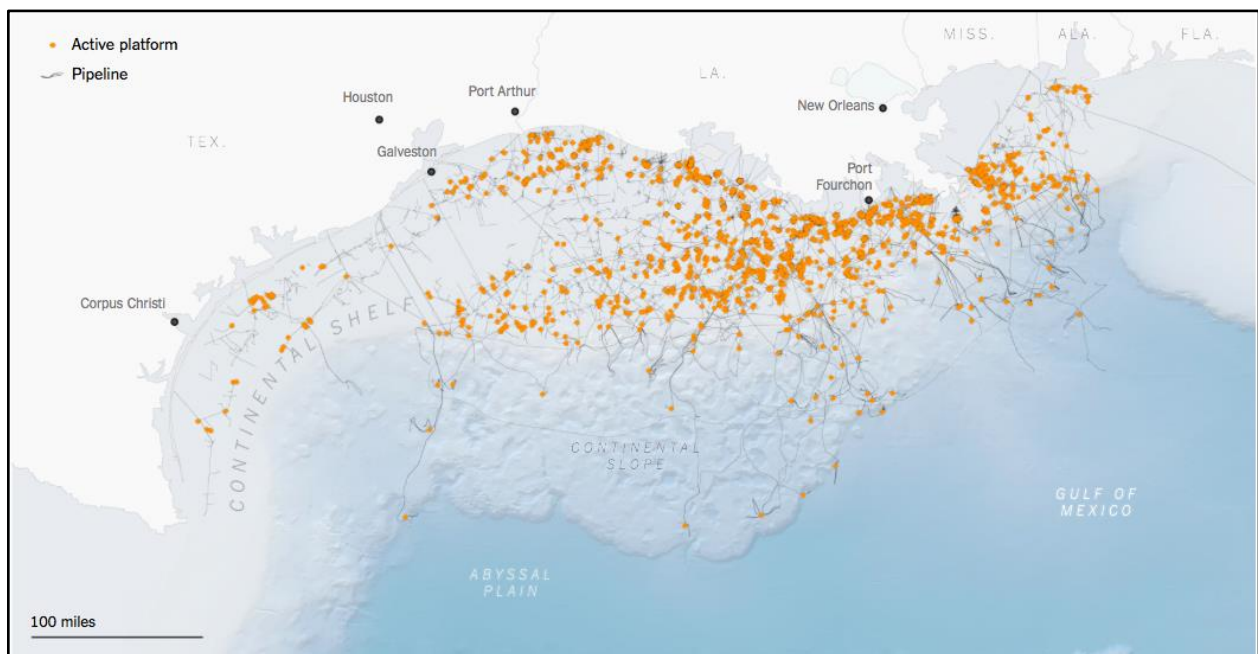 Active platform
Pipeline
MISS.
ALA.
FLA.
LA.
TEX.
Houston
Port Arthur
New Orleans
Galveston
Port
Fourchon
Corpus Christi
CONTINENTAL SHELF
CONTINENTAL
SLOPE
GULF OF
MEXICO
ABYSSAL
PLAIN
100 miles